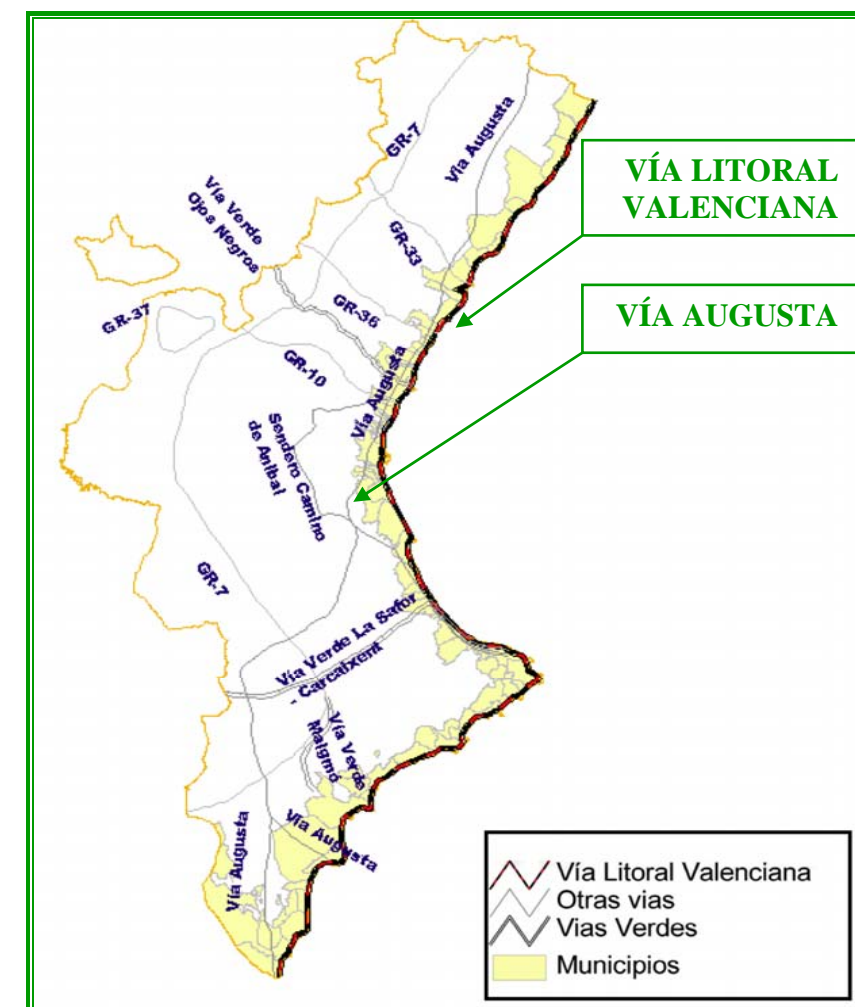 GR-7
Vía Augusta
VÍA LITORAL
VALENCIANA
Vía Verde
Ojos Negros
GR-33
GR-36
VÍA AUGUSTA
GR-37
GR-10
Vía Augusta
Sendero Camino
de Anibal
GR-7
Vía Verde La Safor
- Carcaixent
Vía Verde
Maigmó
Vía Augusta
Vía Augusta
Vía Litoral Valenciana
Otras vias
Vias Verdes
Municipios